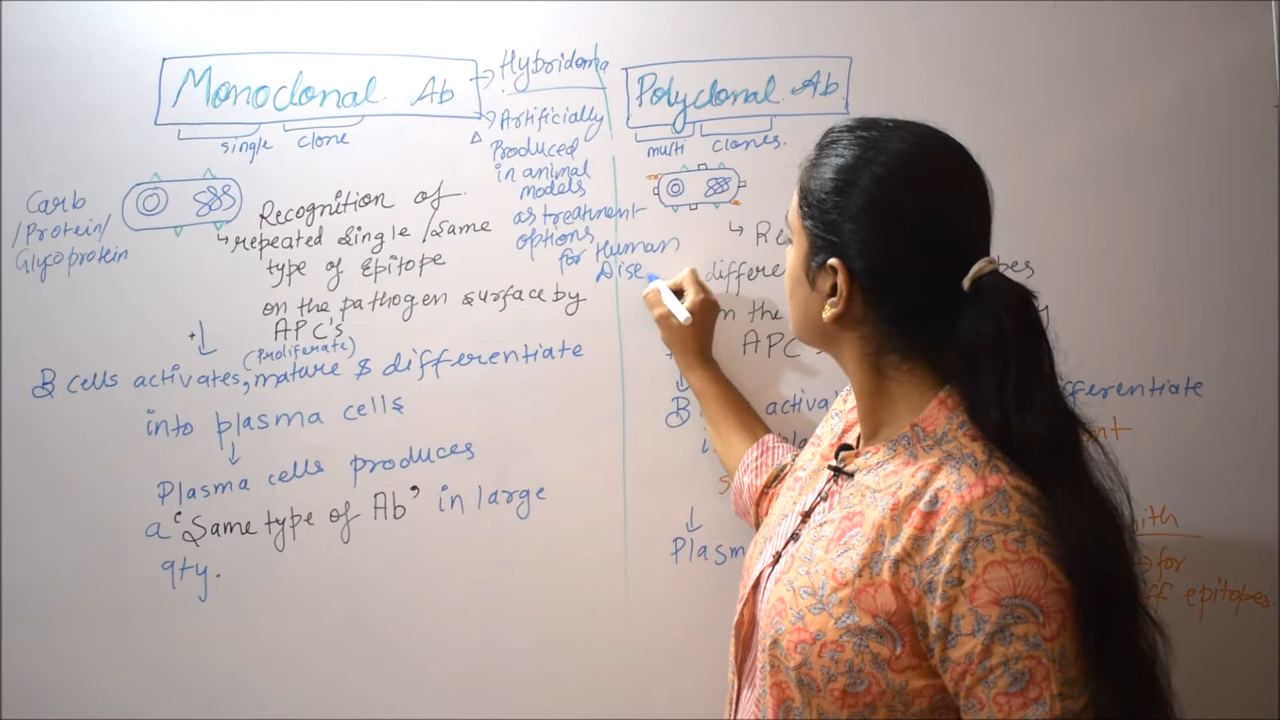 Monoclonal Ab
single clone
Hybridoma
Artificially
Produced
in animal
modals
as treatment
options
for Human
Dise
Carb
/Protein/
Glycoprotein
Recognition of
repeated single/same
type of Epitope
on the pathogen surface by
APC's
+
(Proliferate)
B cells activates, mature & differentiate
into plasma cells
Plasma cells produces
a 'Same type of Ab' in large
qty.
Polyclonal Ab
multi clones.
Re
differe
the
APC
B activa fferentiate
Plasm
for
epitopes.